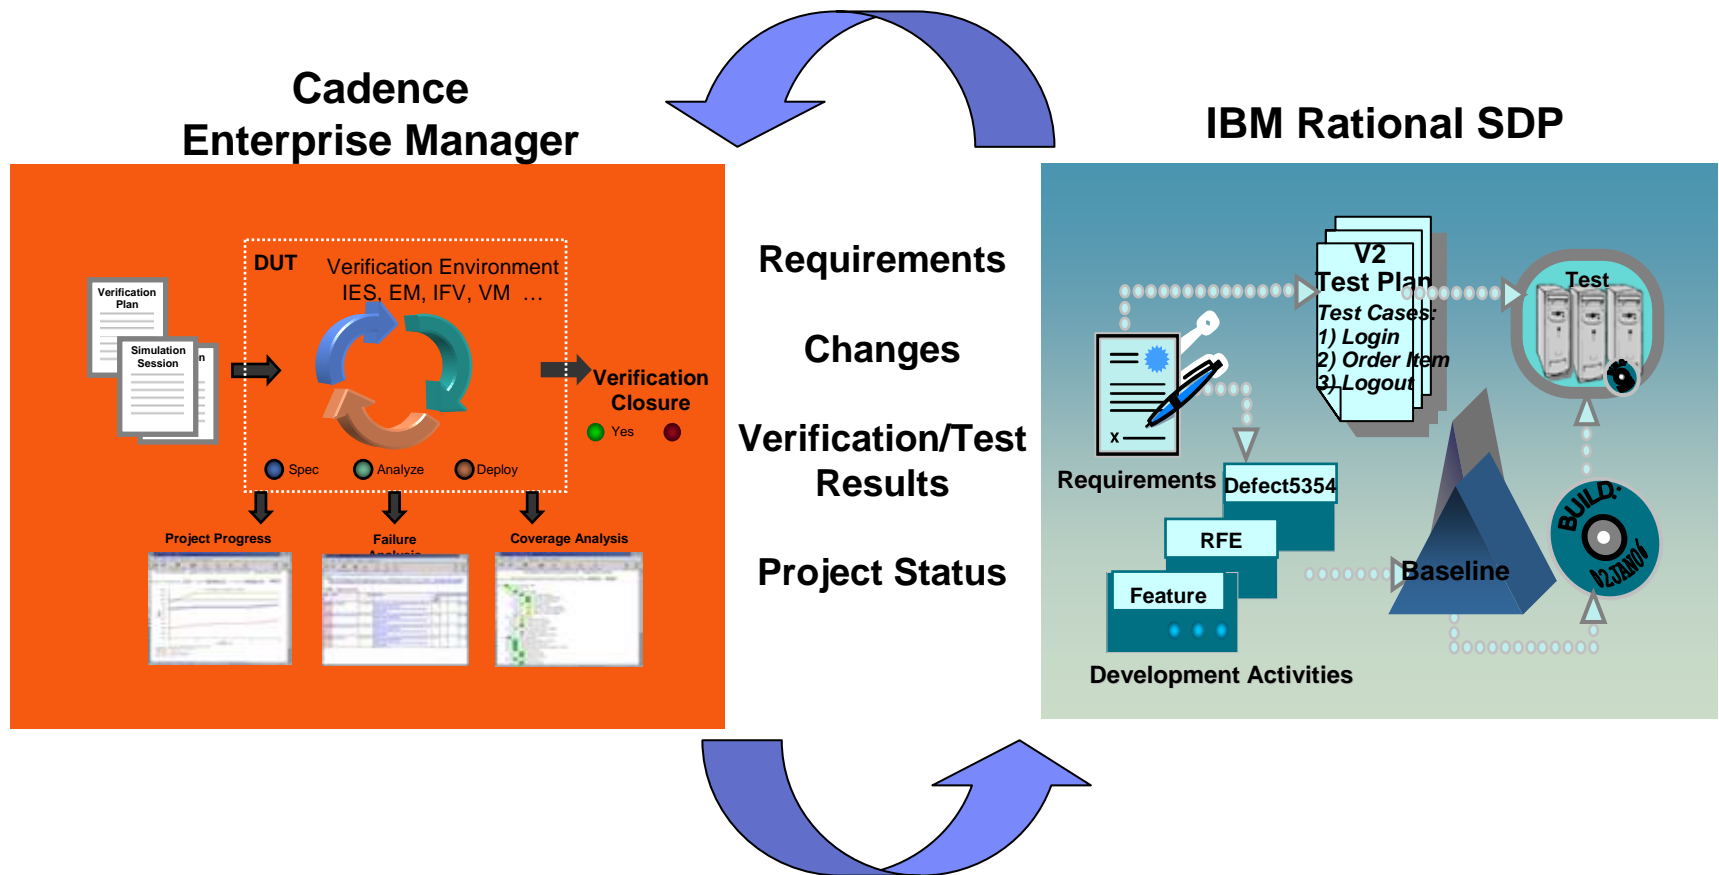 Cadence
Enterprise Manager
IBM Rational SDP
DUT
Verification Environment
IES, EM, IFV, VM ...
Verification
Plan
Simulation
Session
n
Verification
Closure
Yes
Spec
Analyze
Deploy
Project Progress
Failure
Analysis
Coverage Analysis
Requirements
Changes
Verification/Test
Results
Project Status
V2
Test Plan
Test Cases:
1) Login
2) Order Item
3) Logout
Test
x
Requirements
Defect5354
RFE
Feature
Development Activities
Baseline
BUILD:
02JAN06